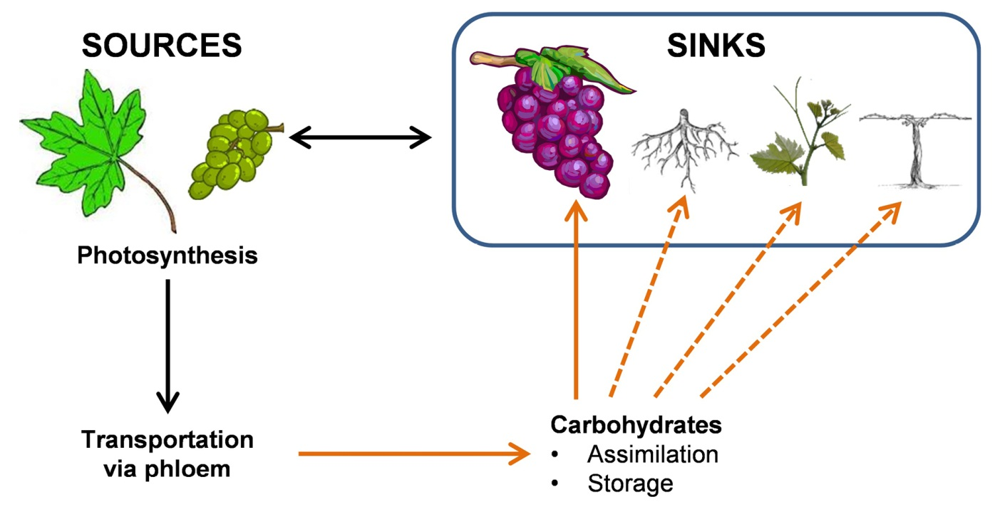 SOURCES
SINKS
Photosynthesis
Transportation
via phloem
Carbohydrates
• Assimilation
• Storage